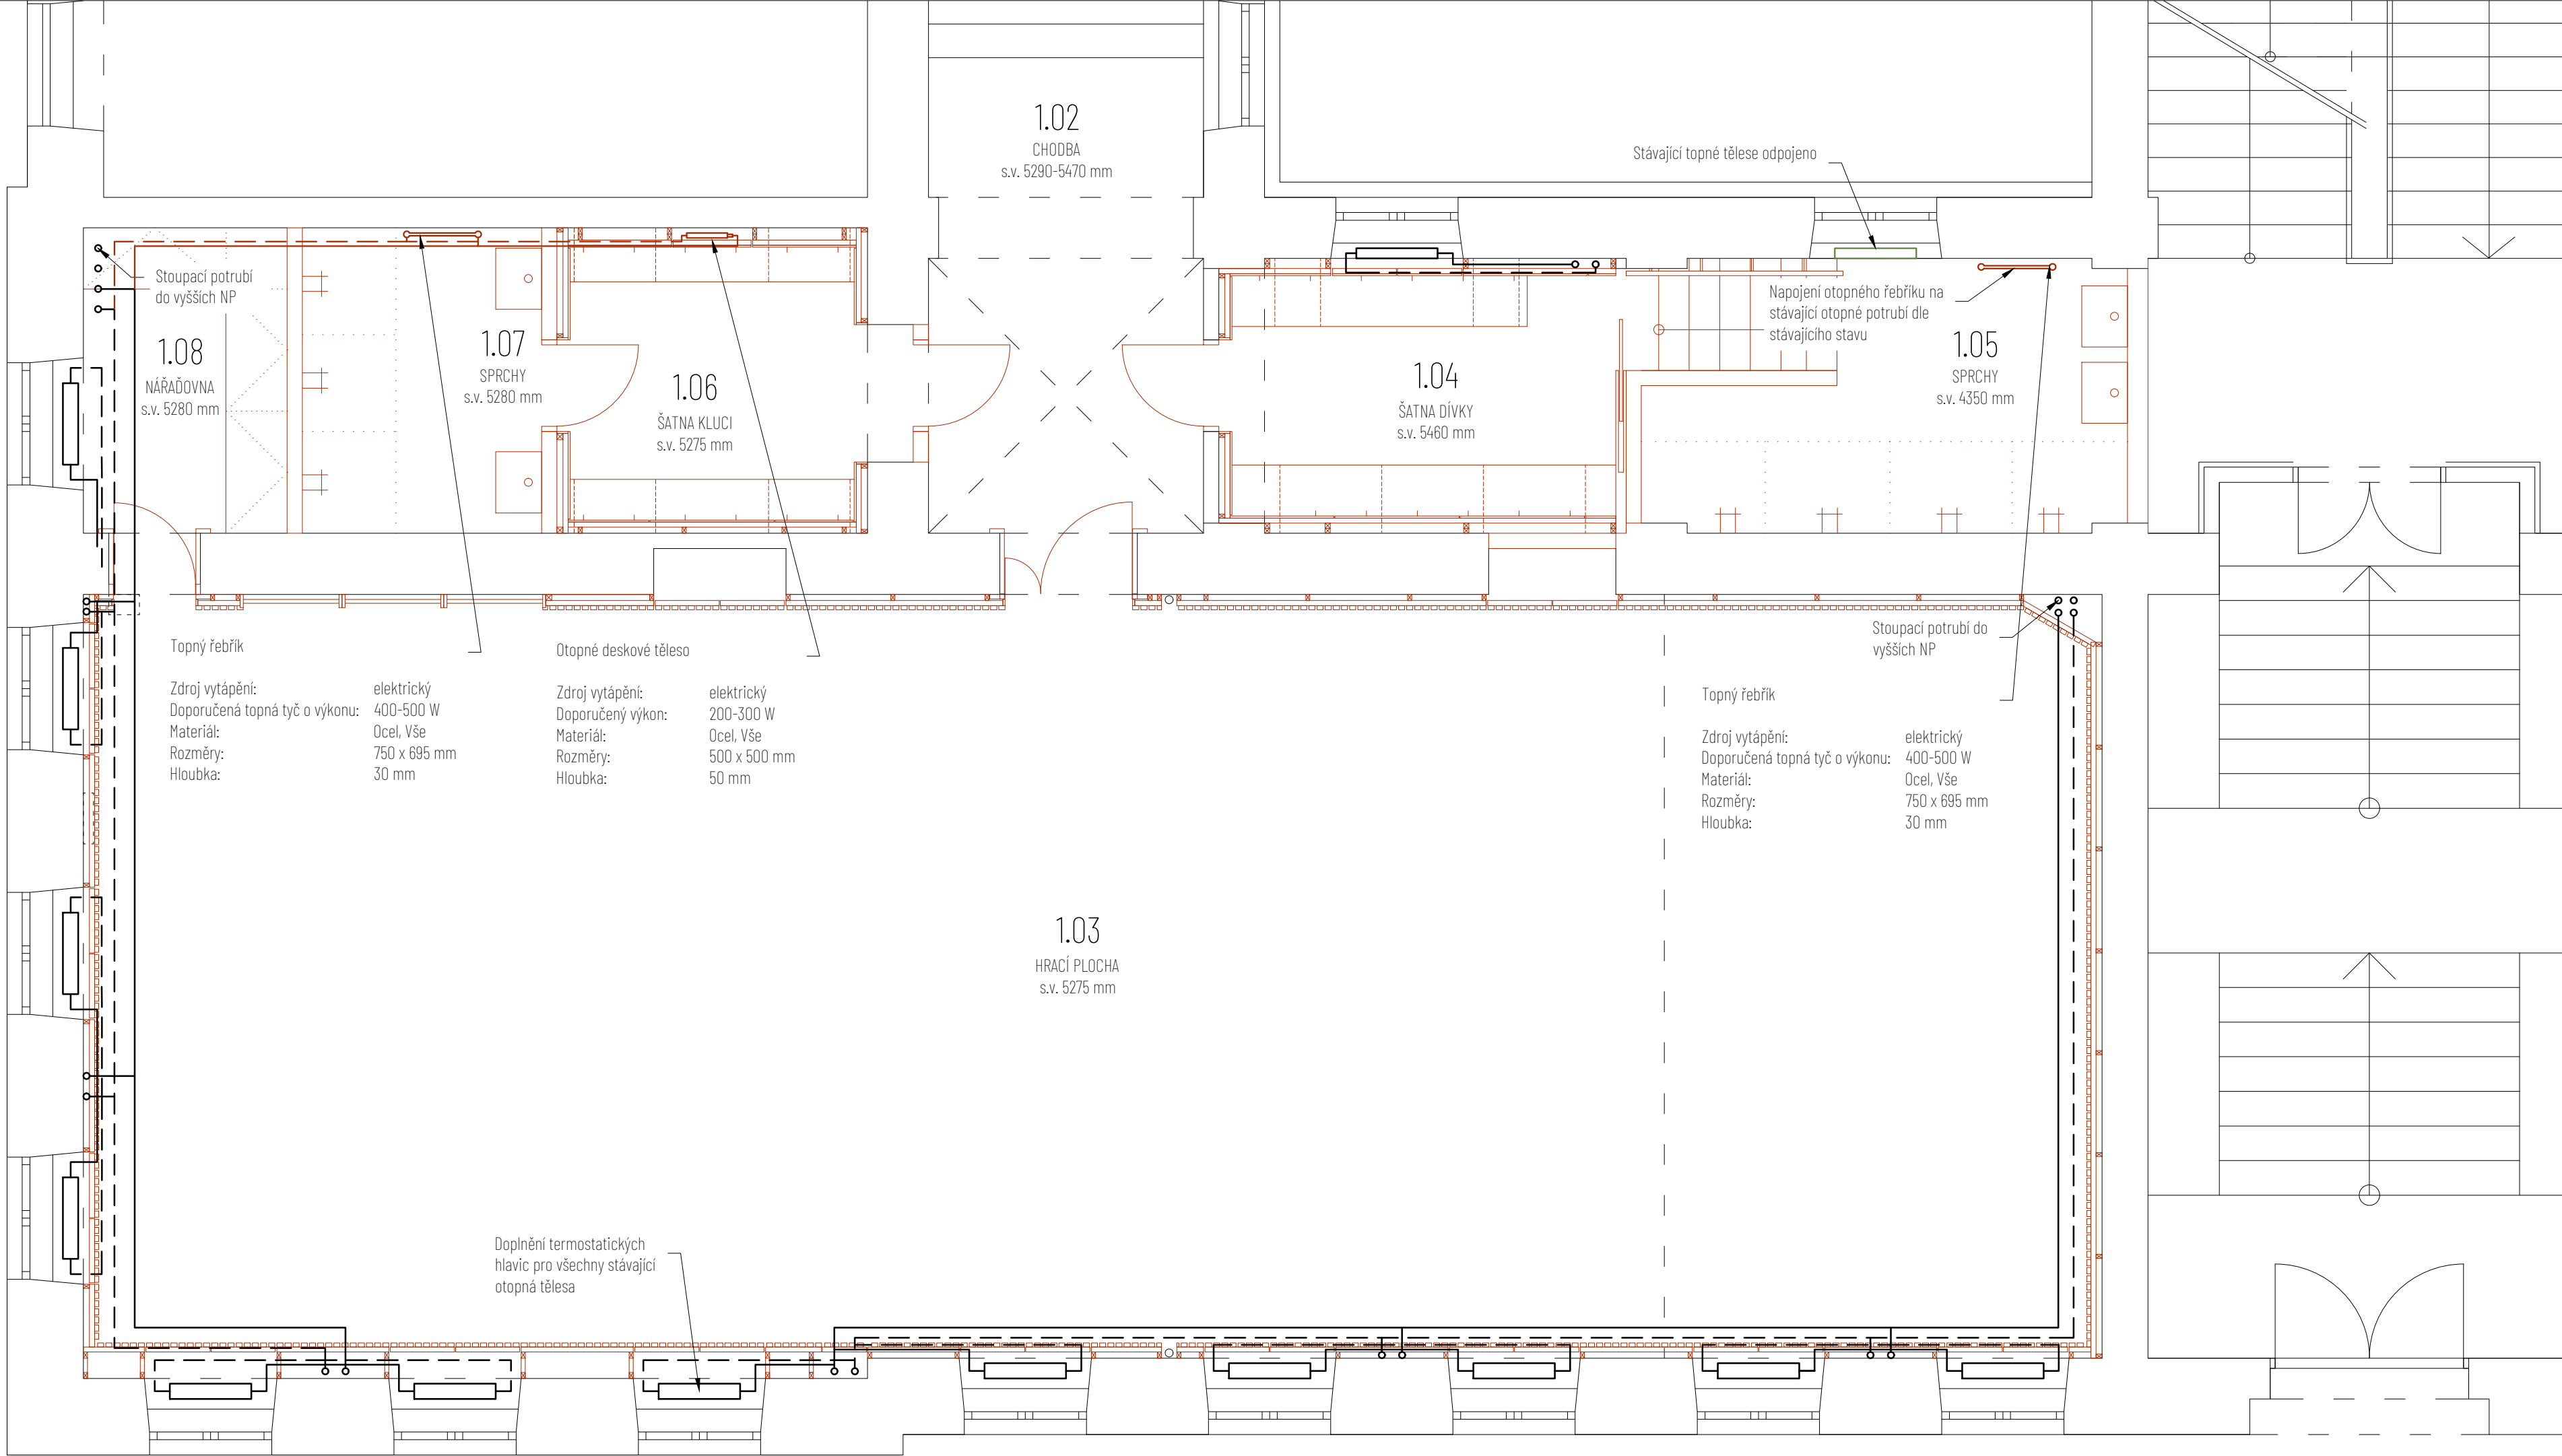 1.02
CHODBA
s.v. 5290-5470 mm
Stávající topné tělese odpojeno
Stoupací potrubí
do vyšších NP
Napojení otopného řebříku na
stávající otopné potrubí dle
stávajícího stavu
1.08
NÁŘAĎOVNA
s.v. 5280 mm
1.07
SPRCHY
s.v. 5280 mm
1.06
ŠATNA KLUCI
s.v. 5275 mm
1.04
ŠATNA DÍVKY
s.v. 5460 mm
1.05
SPRCHY
s.v. 4350 mm
Topný řebřík
Zdroj vytápění: elektrický
Doporučená topná tyč o výkonu: 400-500 W
Materiál: Ocel, Vše
Rozměry: 750 x 695 mm
Hloubka: 30 mm
Otopné deskové těleso
Zdroj vytápění: elektrický
Doporučený výkon: 200-300 W
Materiál: Ocel, Vše
Rozměry: 500 x 500 mm
Hloubka: 50 mm
Stoupací potrubí do
vyšších NP
Topný řebřík
Zdroj vytápění: elektrický
Doporučená topná tyč o výkonu: 400-500 W
Materiál: Ocel, Vše
Rozměry: 750 x 695 mm
Hloubka: 30 mm
1.03
HRACÍ PLOCHA
s.v. 5275 mm
Doplnění termostatických
hlavic pro všechny stávající
otopná tělesa